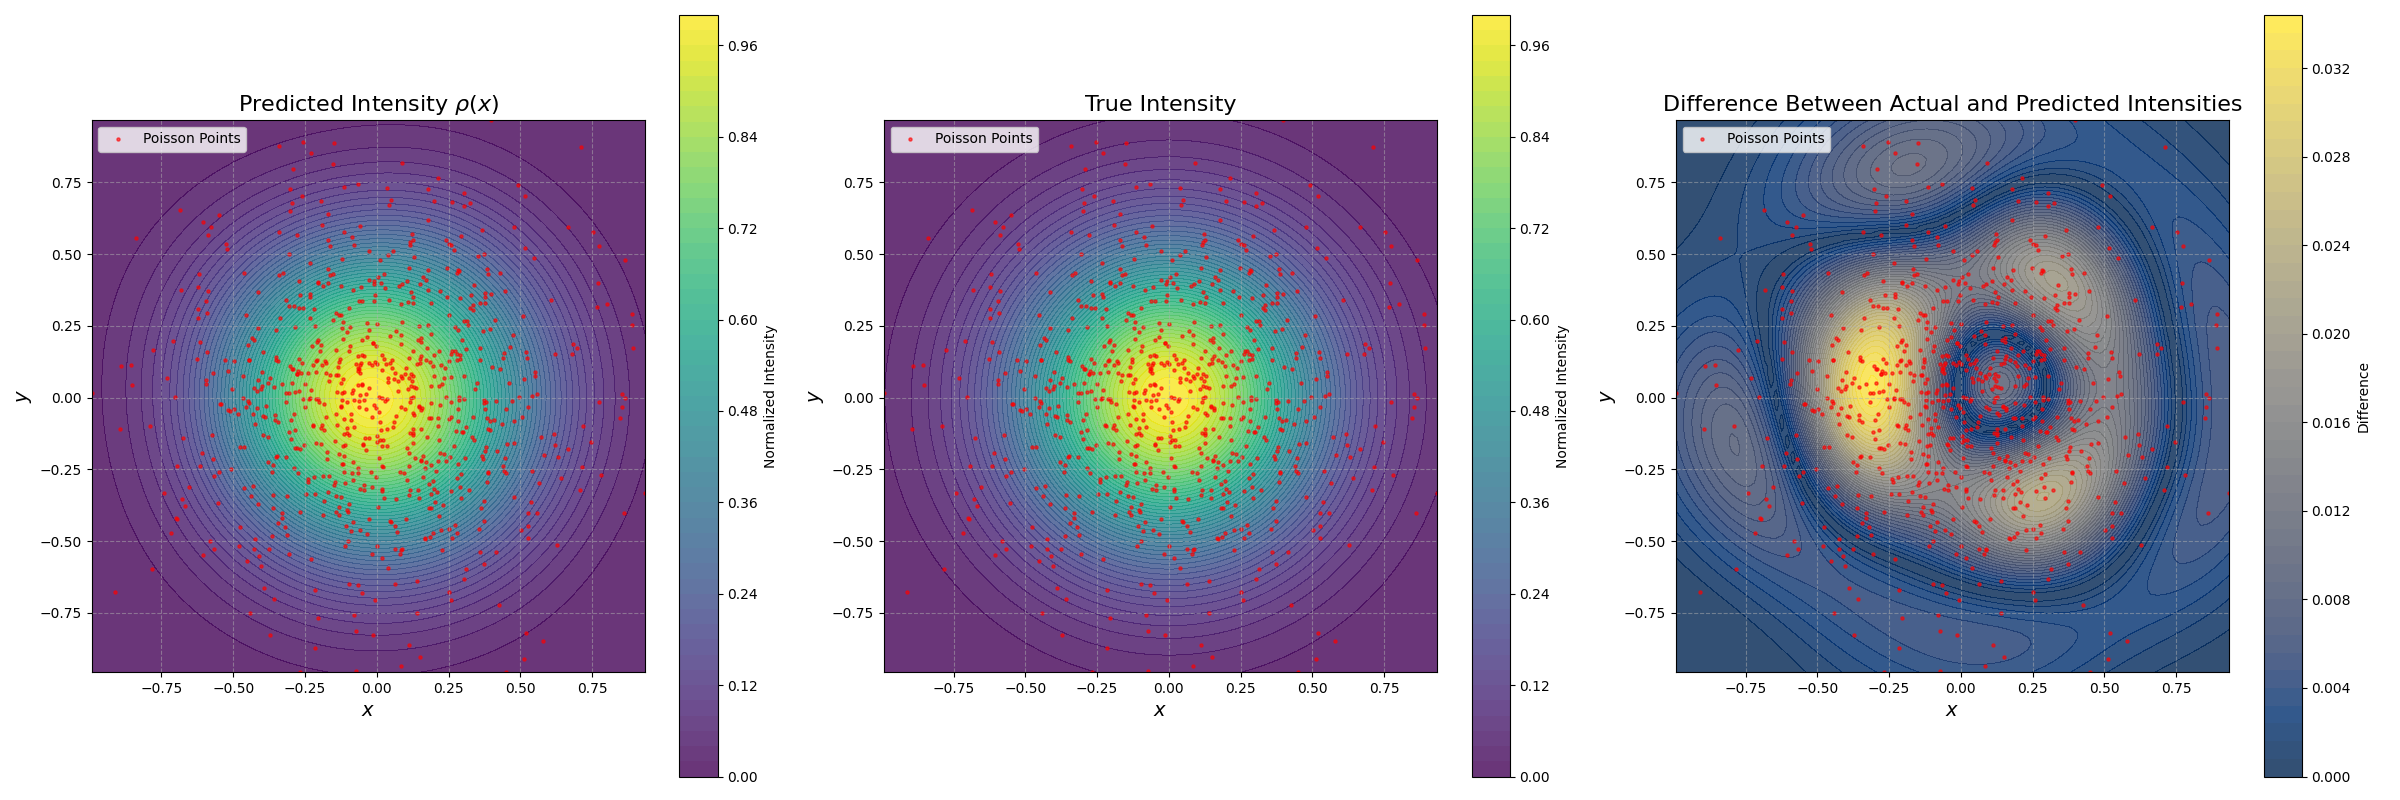 Predicted Intensity ρ(x)
Poisson Points
0.75
0.50
0.25
0.00
−0.25
−0.50
−0.75
y
−0.75 −0.50 −0.25 0.00 0.25 0.50 0.75
x
0.96
0.84
0.72
0.60
0.48
0.36
0.24
0.12
0.00
Normalized Intensity
True Intensity
Poisson Points
0.75
0.50
0.25
0.00
−0.25
−0.50
−0.75
y
−0.75 −0.50 −0.25 0.00 0.25 0.50 0.75
x
0.96
0.84
0.72
0.60
0.48
0.36
0.24
0.12
0.00
Normalized Intensity
Difference Between Actual and Predicted Intensities
Poisson Points
0.75
0.50
0.25
0.00
−0.25
−0.50
−0.75
y
−0.75 −0.50 −0.25 0.00 0.25 0.50 0.75
x
0.032
0.028
0.024
0.020
0.016
0.012
0.008
0.004
0.000
Difference